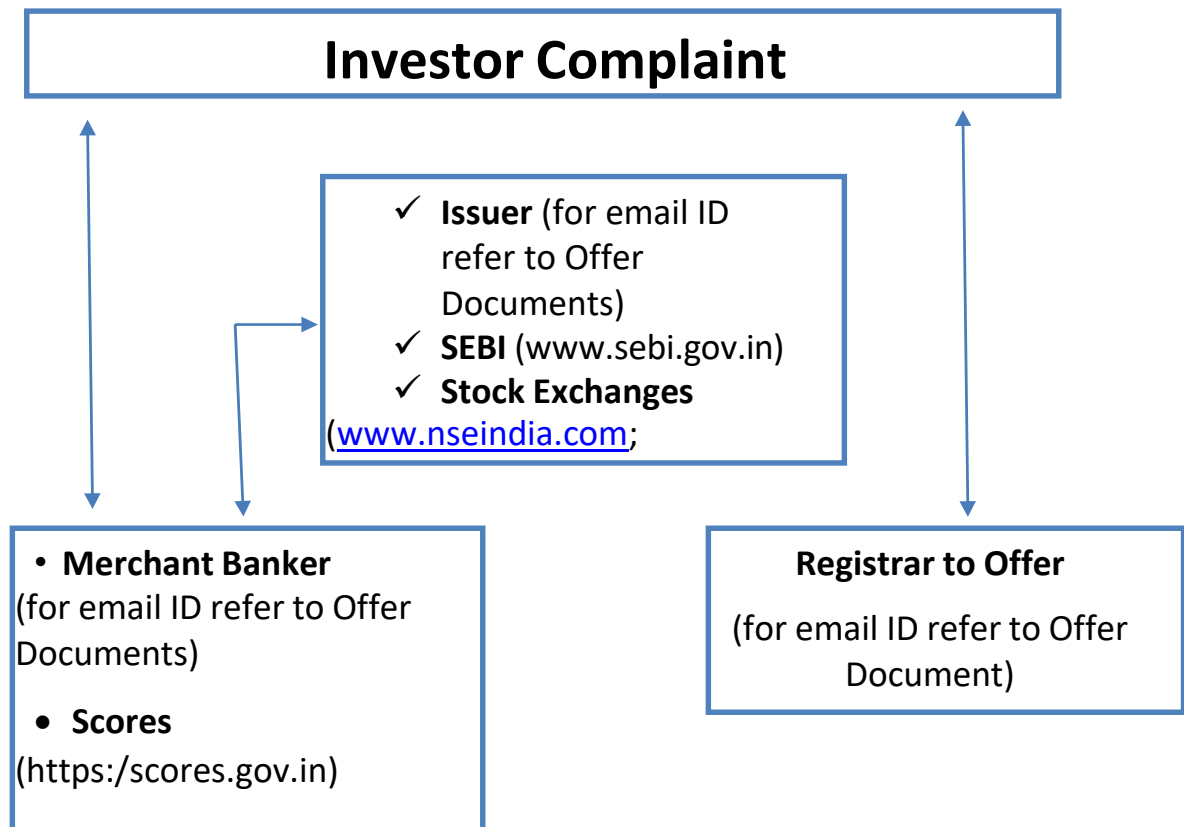 Investor Complaint
✓ Issuer (for email ID
refer to Offer
Documents)
✓ SEBI (www.sebi.gov.in)
✓ Stock Exchanges
(www.nseindia.com;
• Merchant Banker
(for email ID refer to Offer
Documents)
• Scores
(https:/scores.gov.in)
Registrar to Offer
(for email ID refer to Offer
Document)